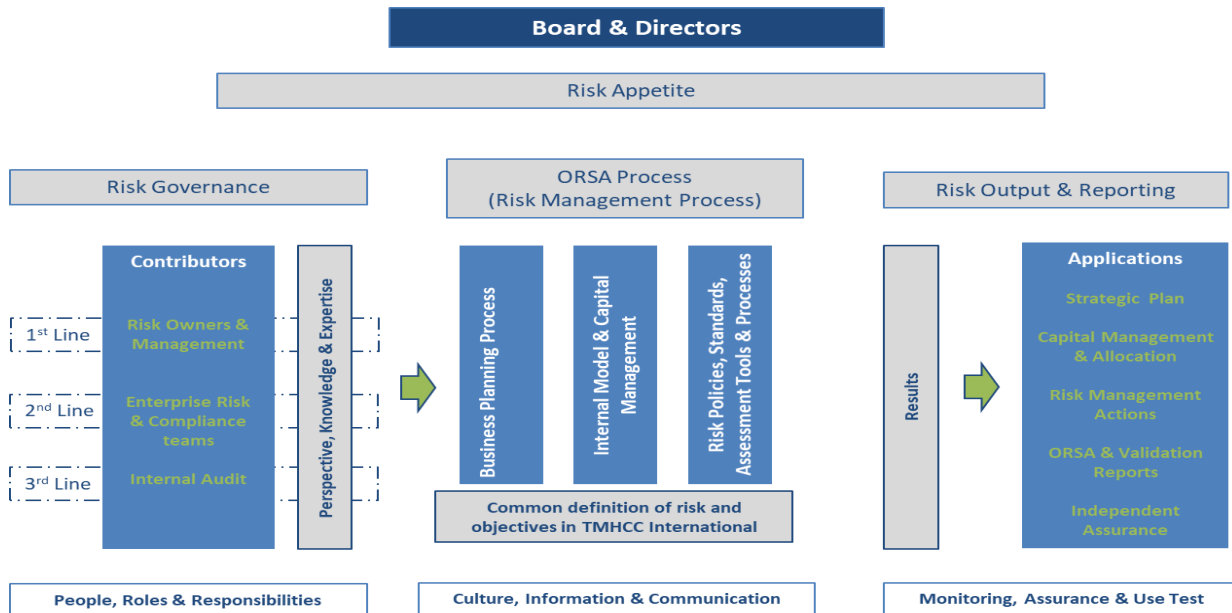 Board & Directors
Risk Appetite
Risk Governance
ORSA Process
(Risk Management Process)
Risk Output & Reporting
Contributors
1st Line
Risk Owners &
Management
2nd Line
Enterprise Risk
& Compliance
teams
3rd Line
Internal Audit
Perspective, Knowledge & Expertise
Business Planning Process
Internal Model & Capital
Management
Risk Policies, Standards,
Assessment Tools & Processes
Common definition of risk and
objectives in TMHCC International
Results
Applications
Strategic Plan
Capital Management
& Allocation
Risk Management
Actions
ORSA & Validation
Reports
Independent
Assurance
People, Roles & Responsibilities
Culture, Information & Communication
Monitoring, Assurance & Use Test